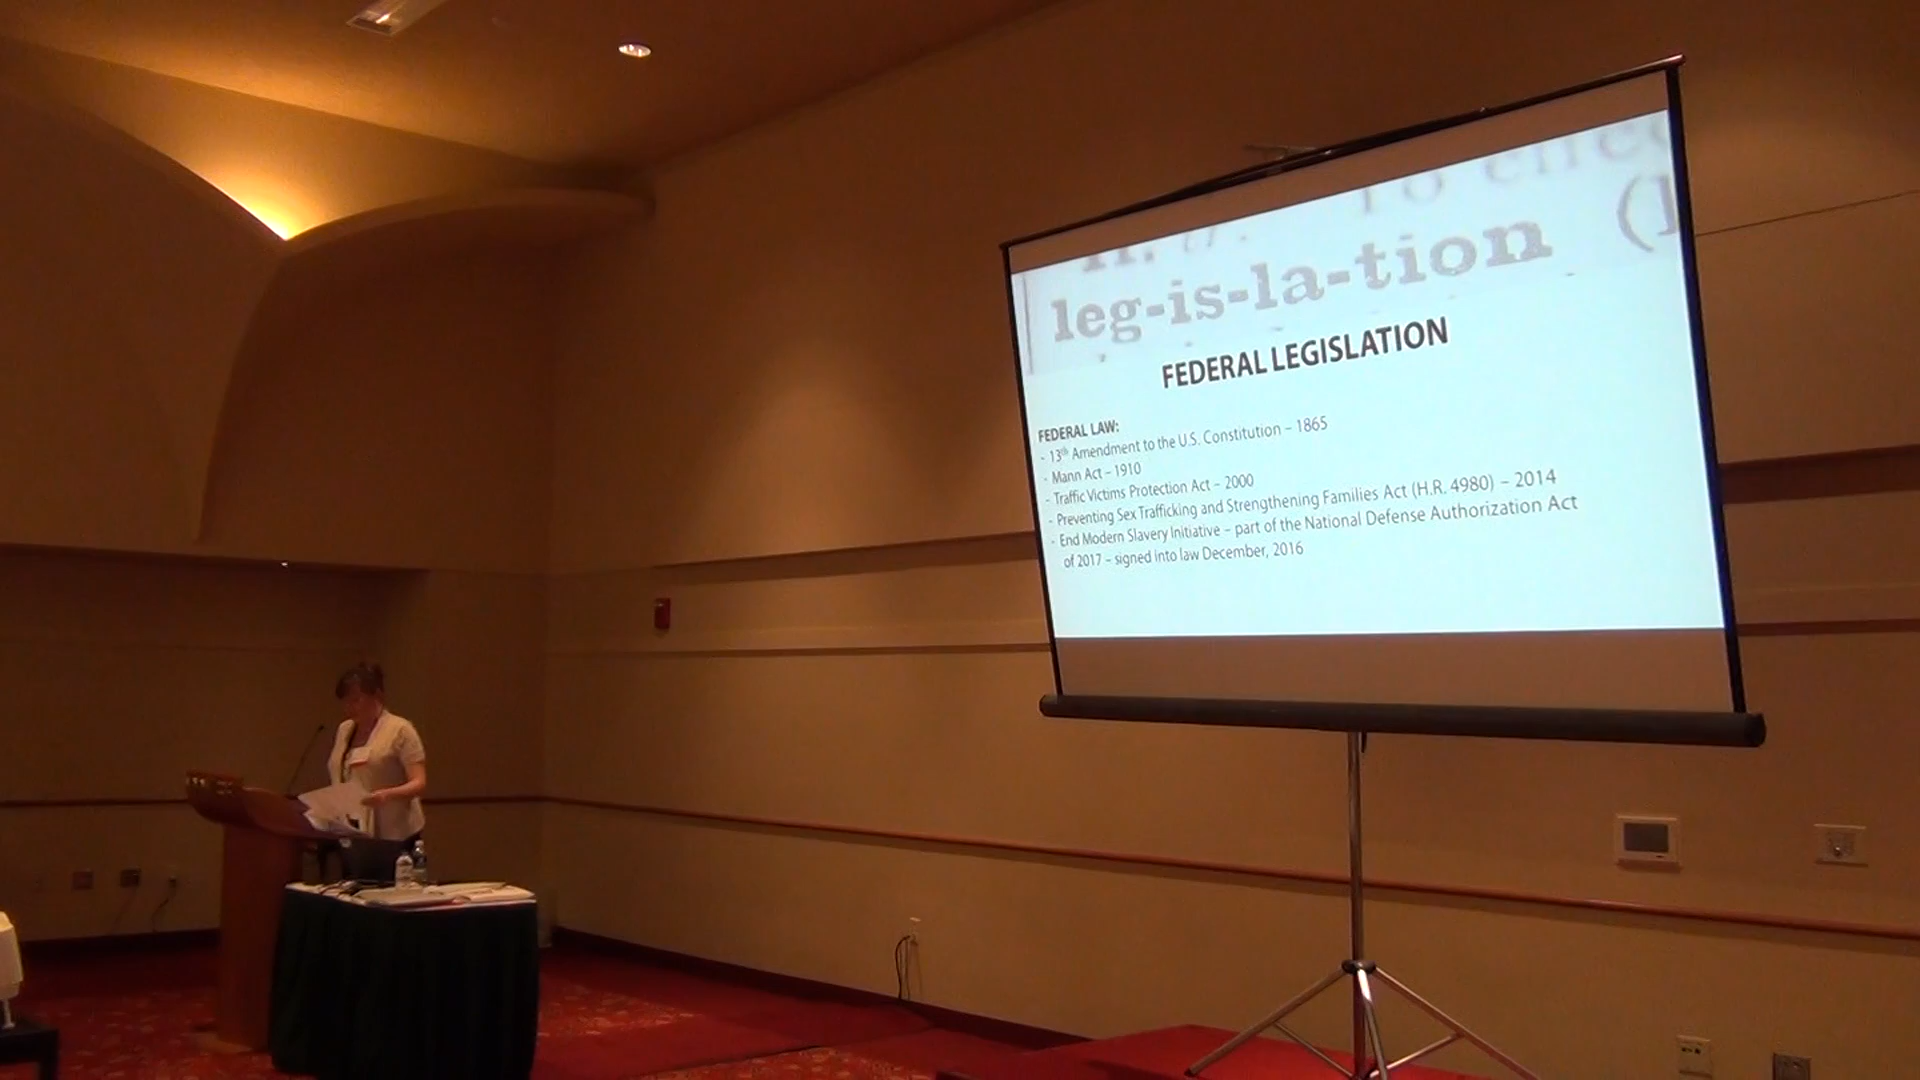 leg-is-la-tion (
FEDERAL LEGISLATION
FEDERAL LAW:
- 13th Amendment to the U.S. Constitution – 1865
- Mann Act – 1910
- Traffic Victims Protection Act – 2000
- Preventing Sex Trafficking and Strengthening Families Act (H.R. 4980) – 2014
- End Modern Slavery Initiative – part of the National Defense Authorization Act
of 2017 – signed into law December, 2016